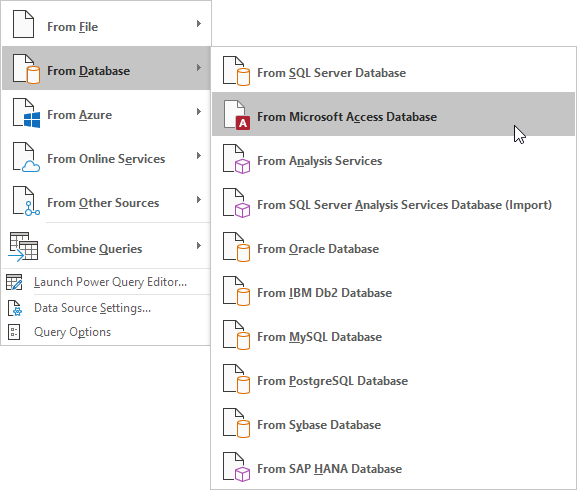 From File
From Database
From Azure
From Online Services
From Other Sources
Combine Queries
Launch Power Query Editor...
Data Source Settings...
Query Options
From SQL Server Database
A
From Microsoft Access Database
From Analysis Services
From SQL Server Analysis Services Database (Import)
From Oracle Database
From IBM Db2 Database
From MySQL Database
From PostgreSQL Database
From Sybase Database
From SAP HANA Database